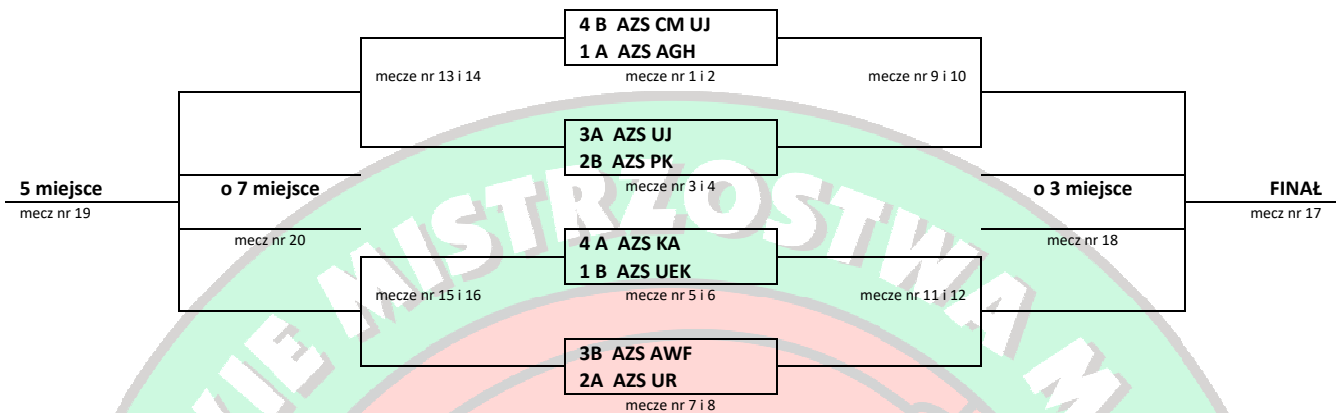 4 B AZS CM UJ
1 A AZS AGH
mecze nr 13 i 14
mecze nr 1 i 2
mecze nr 9 i 10
3A AZS UJ
2B AZS PK
mecze nr 3 i 4
5 miejsce
o 7 miejsce
o 3 miejsce
FINAŁ
mecz nr 19
mecz nr 17
mecz nr 20
mecz nr 18
4 A AZS KA
1 B AZS UEK
mecze nr 15 i 16
mecze nr 5 i 6
mecze nr 11 i 12
3B AZS AWF
2A AZS UR
mecze nr 7 i 8
MISTRZOSTWA